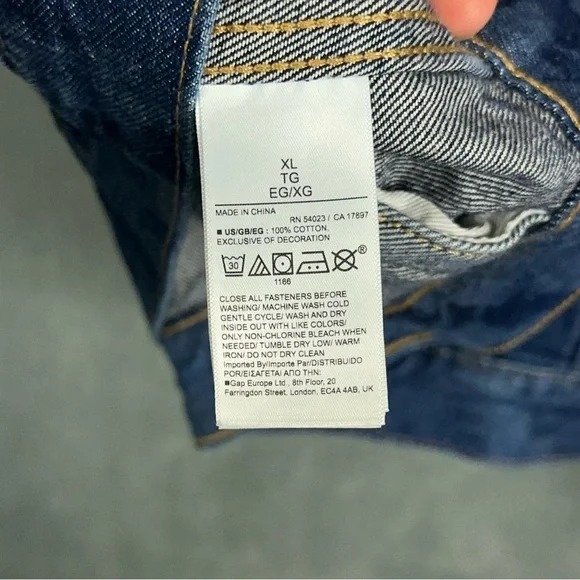 XL
TG
EG/XG
MADE IN CHINA
RN 54023 / CA 17897
■ US/GB/EG : 100% COTTON,
EXCLUSIVE OF DECORATION
30
®
1166
CLOSE ALL FASTENERS BEFORE
WASHING/ MACHINE WASH COLD
GENTLE CYCLE/ WASH AND DRY
INSIDE OUT WITH LIKE COLORS/
ONLY NON-CHLORINE BLEACH WHEN
NEEDED/ TUMBLE DRY LOW/ WARM
IRON/ DO NOT DRY CLEAN
Imported By/Importe Par/DISTRIBUIDO
POR/ΕΙΣΑΓΕΤΑΙ ΑΠΟ ΤΗΝ:
■Gap Europe Ltd., 8th Floor, 20
Farringdon Street, London, EC4A 4AB, UK